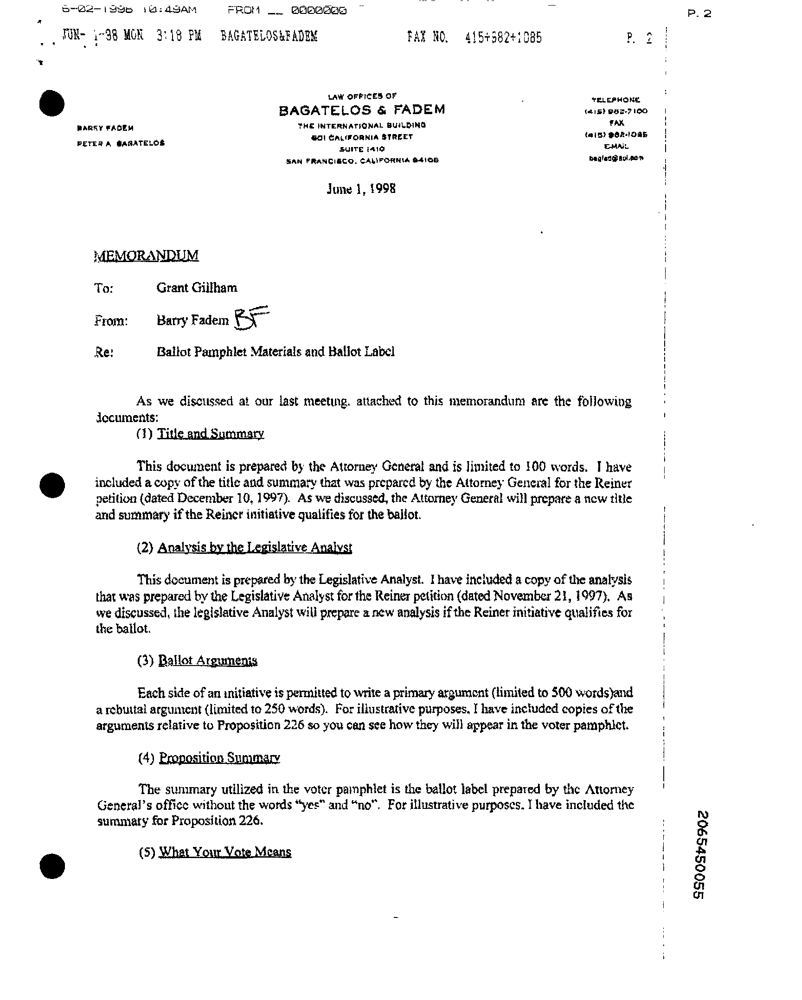 6-02-1998 10:49AM FROM __ 0000000 P. 2
JUN- 1-98 MON 3:18 PM BAGATELOS&FADEM FAX NO. 415+982+1085 P. 2
LAW OFFICES OF
BAGATELOS & FADEM
THE INTERNATIONAL BUILDING
601 CALIFORNIA STREET
SUITE 1410
SAN FRANCISCO, CALIFORNIA 94108
BARRY FADEM
PETER A. BAGATELOS
TELEPHONE
(415) 982-7100
FAX
(415) 982-1085
E-MAIL
bagfad@aol.com
June 1, 1998
MEMORANDUM
To: Grant Gillham
From: Barry Fadem BF
Re: Ballot Pamphlet Materials and Ballot Label
As we discussed at our last meeting, attached to this memorandum are the following
documents:
(1) Title and Summary
This document is prepared by the Attorney General and is limited to 100 words. I have
included a copy of the title and summary that was prepared by the Attorney General for the Reiner
petition (dated December 10, 1997). As we discussed, the Attorney General will prepare a new title
and summary if the Reiner initiative qualifies for the ballot.
(2) Analysis by the Legislative Analyst
This document is prepared by the Legislative Analyst. I have included a copy of the analysis
that was prepared by the Legislative Analyst for the Reiner petition (dated November 21, 1997). As
we discussed, the legislative Analyst will prepare a new analysis if the Reiner initiative qualifies for
the ballot.
(3) Ballot Arguments
Each side of an initiative is permitted to write a primary argument (limited to 500 words)and
a rebuttal argument (limited to 250 words). For illustrative purposes, I have included copies of the
arguments relative to Proposition 226 so you can see how they will appear in the voter pamphlet.
(4) Proposition Summary
The summary utilized in the voter pamphlet is the ballot label prepared by the Attorney
General's office without the words "yes" and "no". For illustrative purposes, I have included the
summary for Proposition 226.
(5) What Your Vote Means
2065450055